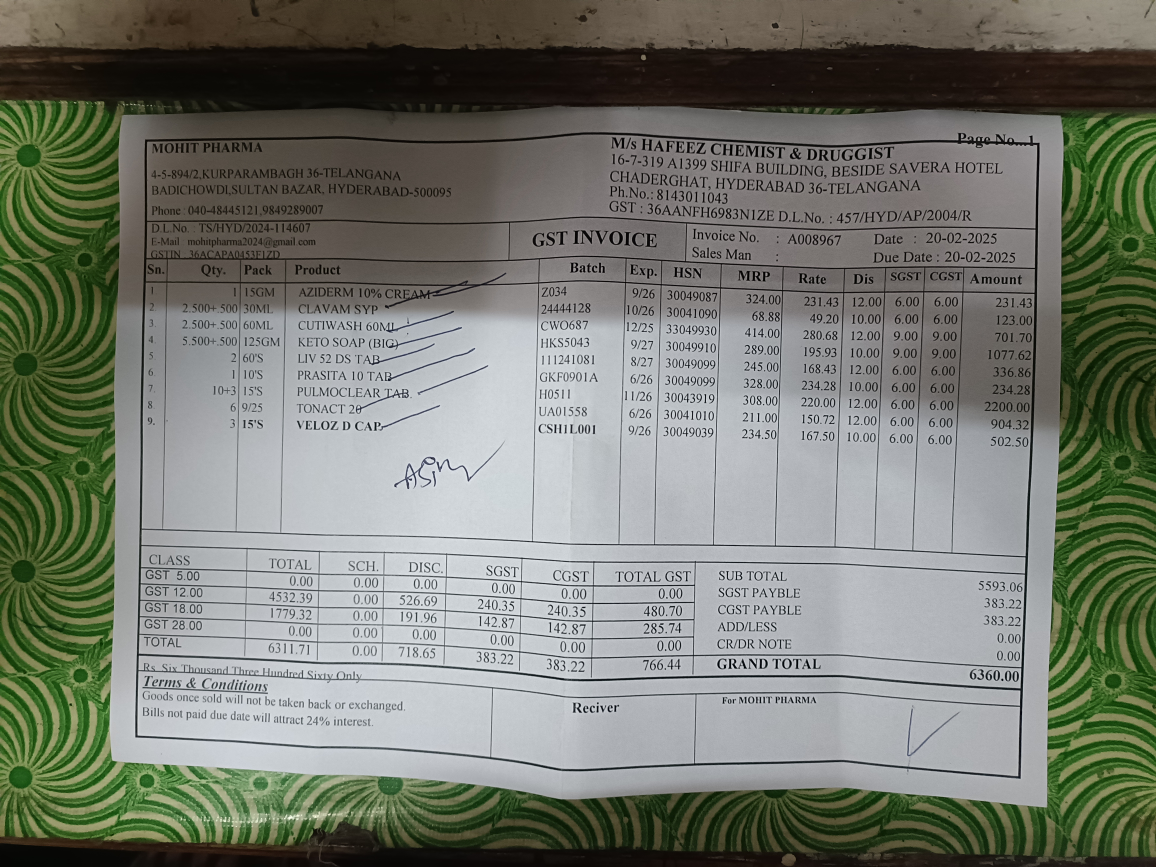 Page No...1
MOHIT PHARMA
4-5-894/2,KURPARAMBAGH 36-TELANGANA
BADICHOWDI,SULTAN BAZAR, HYDERABAD-500095
Phone : 040-48445121,9849289007
D.L.No. : TS/HYD/2024-114607
E-Mail : mohitpharma2024@gmail.com
GSTIN : 36ACAPA0453F1ZD
M/s HAFEEZ CHEMIST & DRUGGIST
16-7-319 A1399 SHIFA BUILDING, BESIDE SAVERA HOTEL
CHADERGHAT, HYDERABAD 36-TELANGANA
Ph.No.: 8143011043
GST : 36AANFH6983N1ZE D.L.No. : 457/HYD/AP/2004/R
GST INVOICE
Invoice No. : A008967 Date : 20-02-2025
Sales Man : Due Date : 20-02-2025
Sn. Qty. Pack Product Batch Exp. HSN MRP Rate Dis SGST CGST Amount
1 1 15GM AZIDERM 10% CREAM Z034 9/26 30049087 324.00 231.43 12.00 6.00 6.00 231.43
2. 2.500+.500 30ML CLAVAM SYP 24444128 10/26 30041090 68.88 49.20 10.00 6.00 6.00 123.00
3. 2.500+.500 60ML CUTIWASH 60ML CWO687 12/25 33049930 414.00 280.68 12.00 9.00 9.00 701.70
4. 5.500+.500 125GM KETO SOAP (BIG) HKS5043 9/27 30049910 289.00 195.93 10.00 9.00 9.00 1077.62
5. 2 60'S LIV 52 DS TAB 111241081 8/27 30049099 245.00 168.43 12.00 6.00 6.00 336.86
6. 1 10'S PRASITA 10 TAB GKF0901A 6/26 30049099 328.00 234.28 10.00 6.00 6.00 234.28
7. 10+3 15'S PULMOCLEAR TAB. H0511 11/26 30043919 308.00 220.00 12.00 6.00 6.00 2200.00
8 6 9/25 TONACT 20 UA01558 6/26 30041010 211.00 150.72 12.00 6.00 6.00 904.32
9. 3 15'S VELOZ D CAP. CSH1L001 9/26 30049039 234.50 167.50 10.00 6.00 6.00 502.50
CLASS TOTAL SCH. DISC. SGST CGST TOTAL GST
GST 5.00 0.00 0.00 0.00 0.00 0.00 0.00
GST 12.00 4532.39 0.00 526.69 240.35 240.35 480.70
GST 18.00 1779.32 0.00 191.96 142.87 142.87 285.74
GST 28.00 0.00 0.00 0.00 0.00 0.00 0.00
TOTAL 6311.71 0.00 718.65 383.22 383.22 766.44
SUB TOTAL 5593.06
SGST PAYBLE 383.22
CGST PAYBLE 383.22
ADD/LESS 0.00
CR/DR NOTE 0.00
GRAND TOTAL 6360.00
Rs. Six Thousand Three Hundred Sixty Only
Terms & Conditions
Goods once sold will not be taken back or exchanged.
Bills not paid due date will attract 24% interest.
Reciver
For MOHIT PHARMA